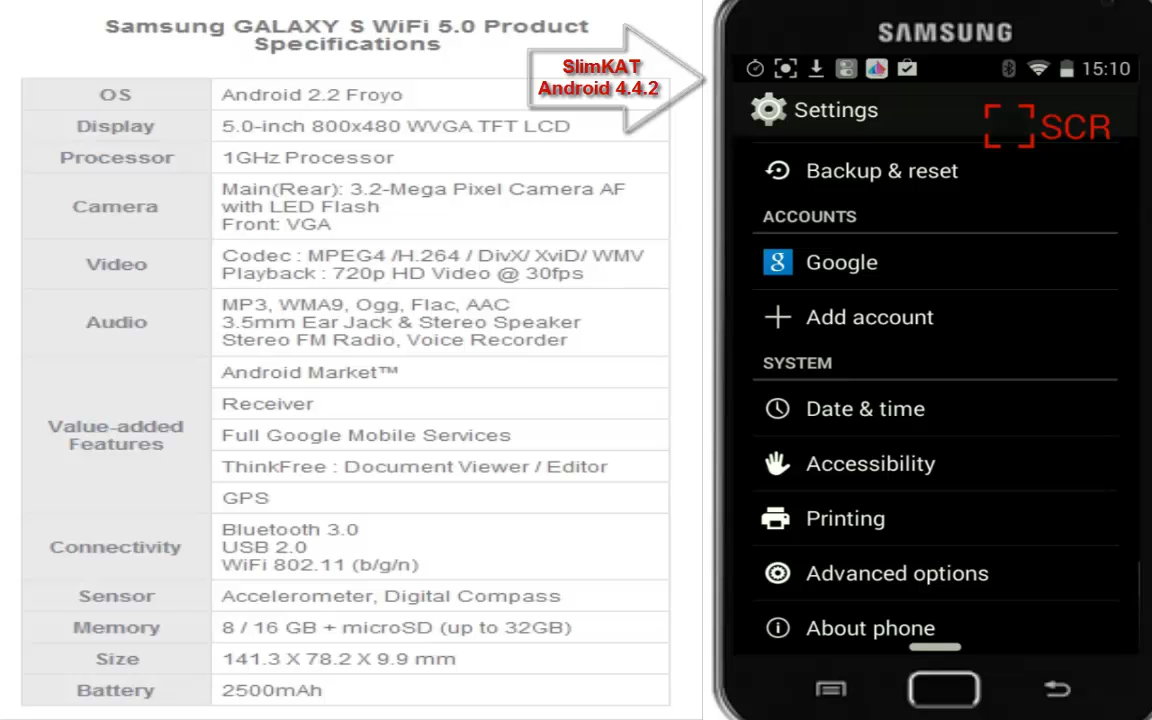 Samsung GALAXY S WiFi 5.0 Product
Specifications
OS
Android 2.2 Froyo
Display
5.0-inch 800x480 WVGA TFT LCD
Processor
1GHz Processor
Camera
Main(Rear): 3.2-Mega Pixel Camera AF
with LED Flash
Front: VGA
Video
Codec : MPEG4 /H.264 / DivX/ XviD/ WMV
Playback : 720p HD Video @ 30fps
Audio
MP3, WMA9, Ogg, Flac, AAC
3.5mm Ear Jack & Stereo Speaker
Stereo FM Radio, Voice Recorder
Value-added
Features
Android Market™
Receiver
Full Google Mobile Services
ThinkFree : Document Viewer / Editor
GPS
Connectivity
Bluetooth 3.0
USB 2.0
WiFi 802.11 (b/g/n)
Sensor
Accelerometer, Digital Compass
Memory
8 / 16 GB + microSD (up to 32GB)
Size
141.3 X 78.2 X 9.9 mm
Battery
2500mAh
SlimKAT
Android 4.4.2
SAMSUNG
15:10
Settings
SCR
Backup & reset
ACCOUNTS
8 Google
Add account
SYSTEM
Date & time
Accessibility
Printing
Advanced options
About phone